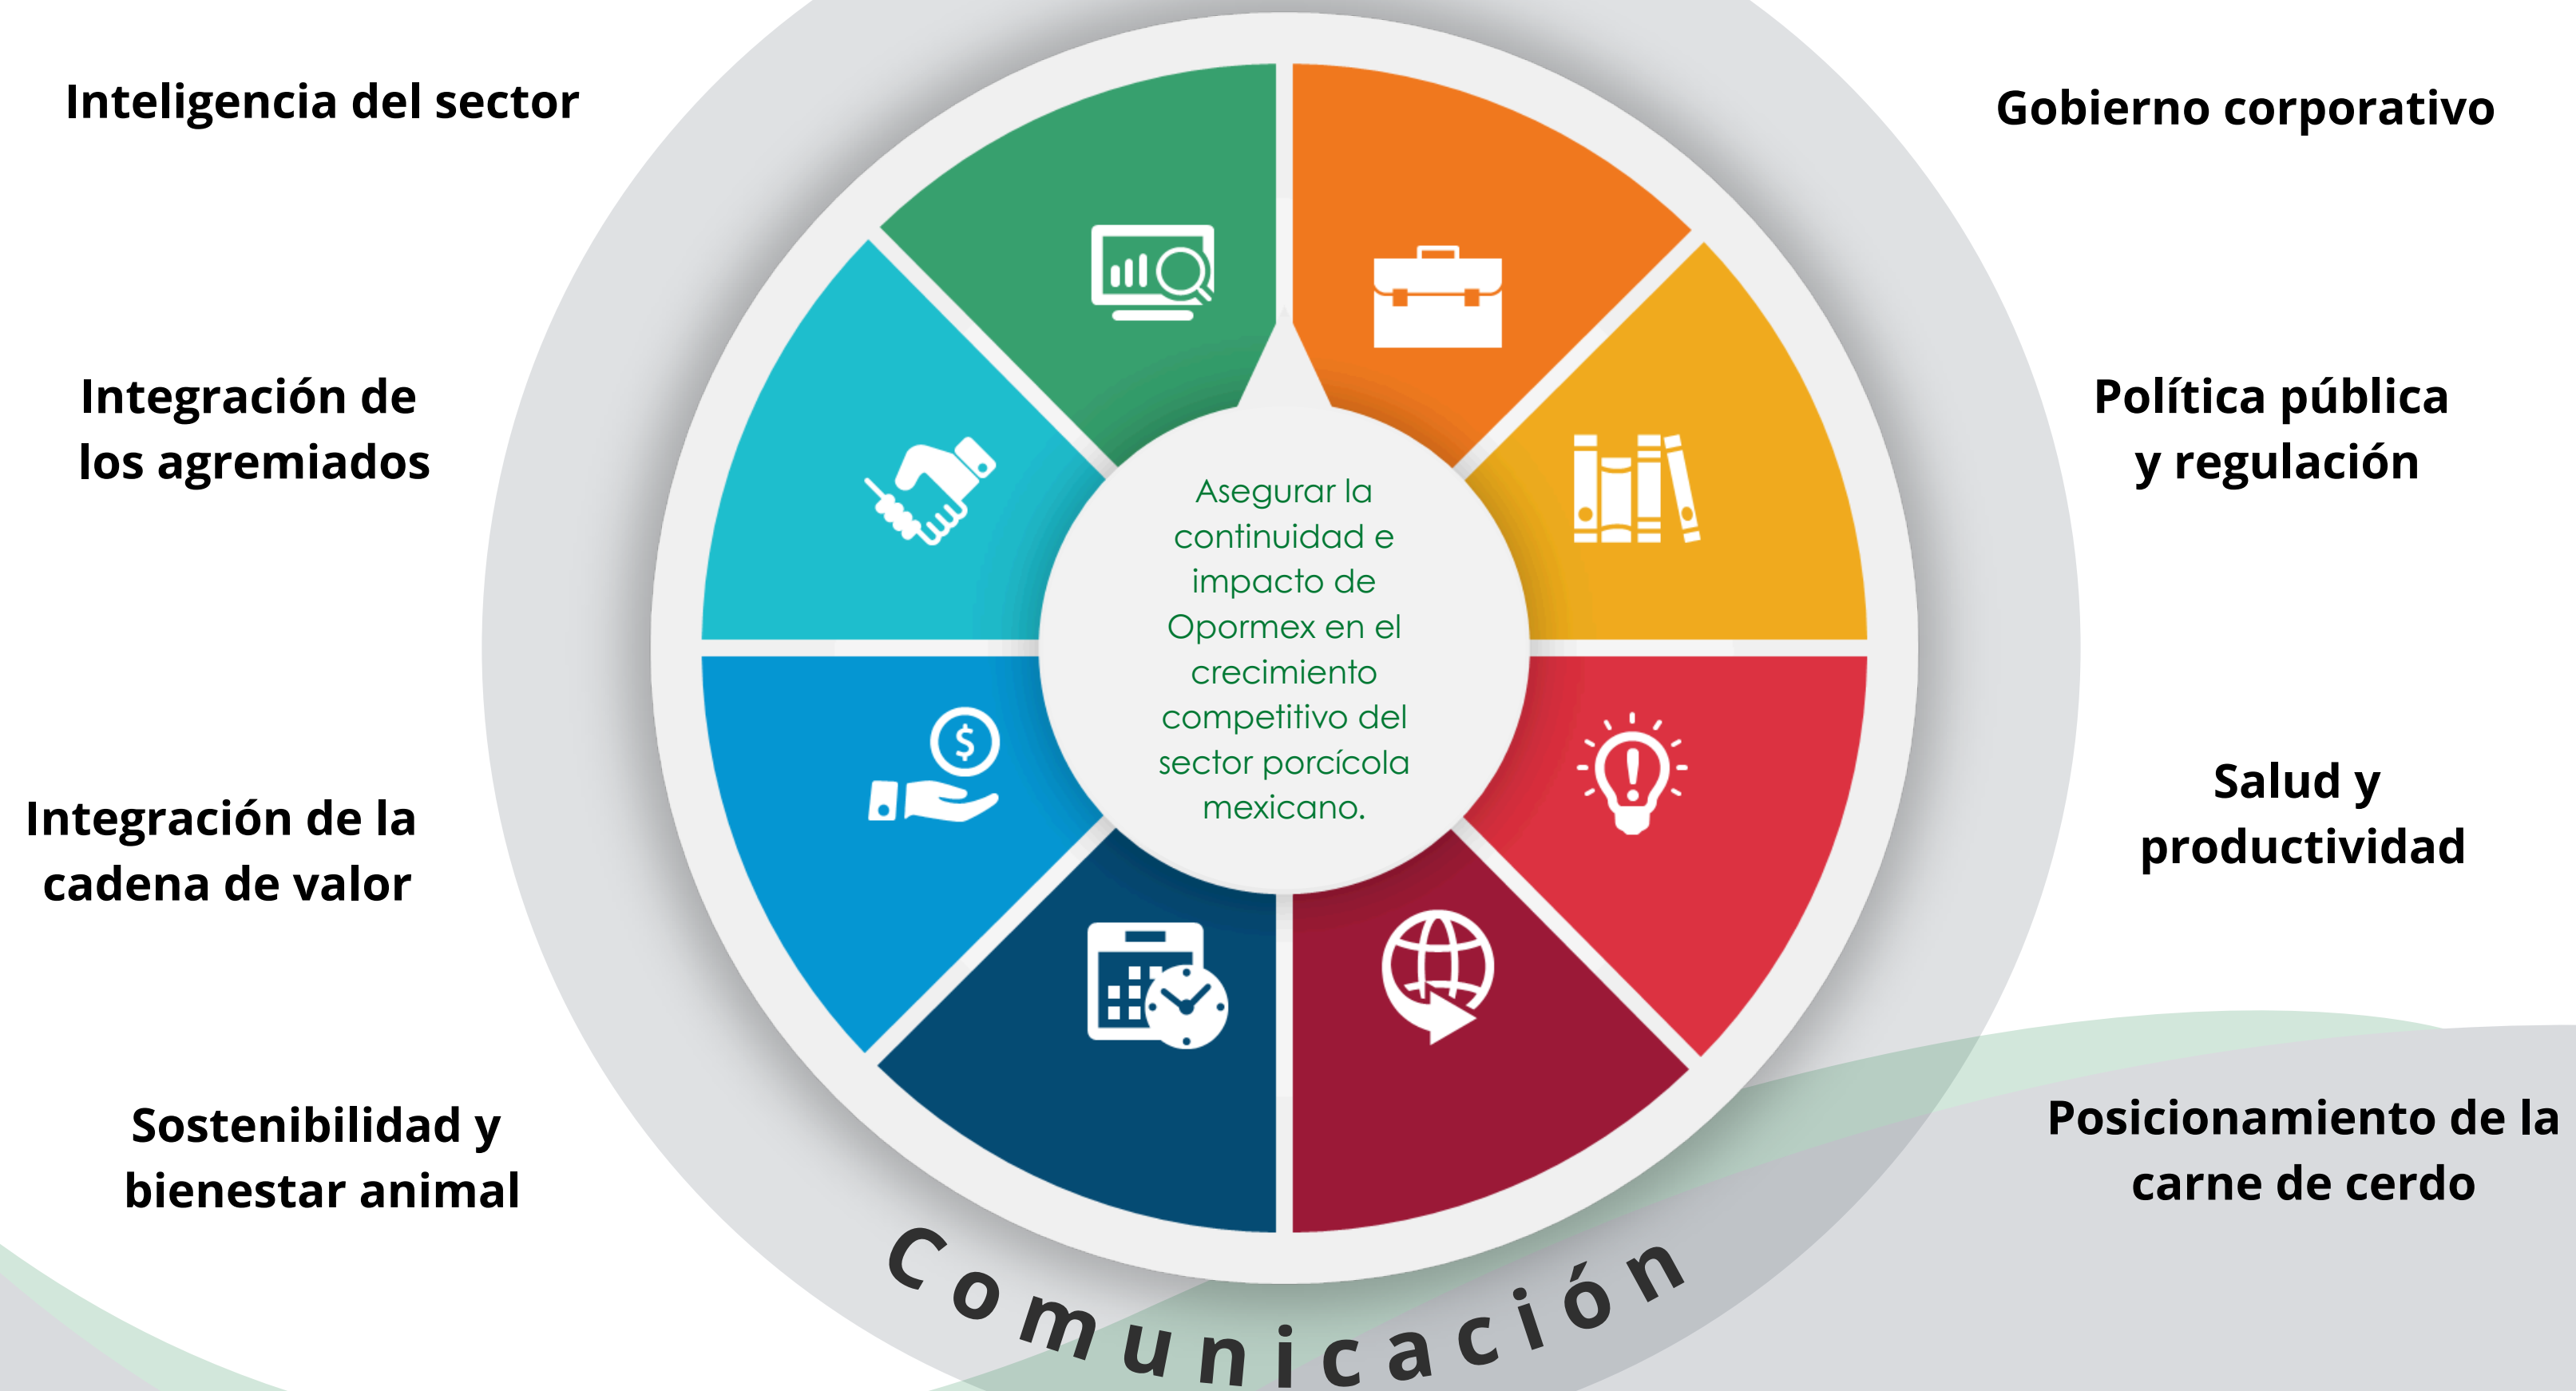 Inteligencia del sector
Gobierno corporativo
Integración de
los agremiados
Política pública
y regulación
Asegurar la
continuidad e
impacto de
Opormex en el
crecimiento
competitivo del
sector porcícola
mexicano.
$
Integración de la
cadena de valor
Salud y
productividad
Sostenibilidad y
bienestar animal
Posicionamiento de la
carne de cerdo
Comunicación